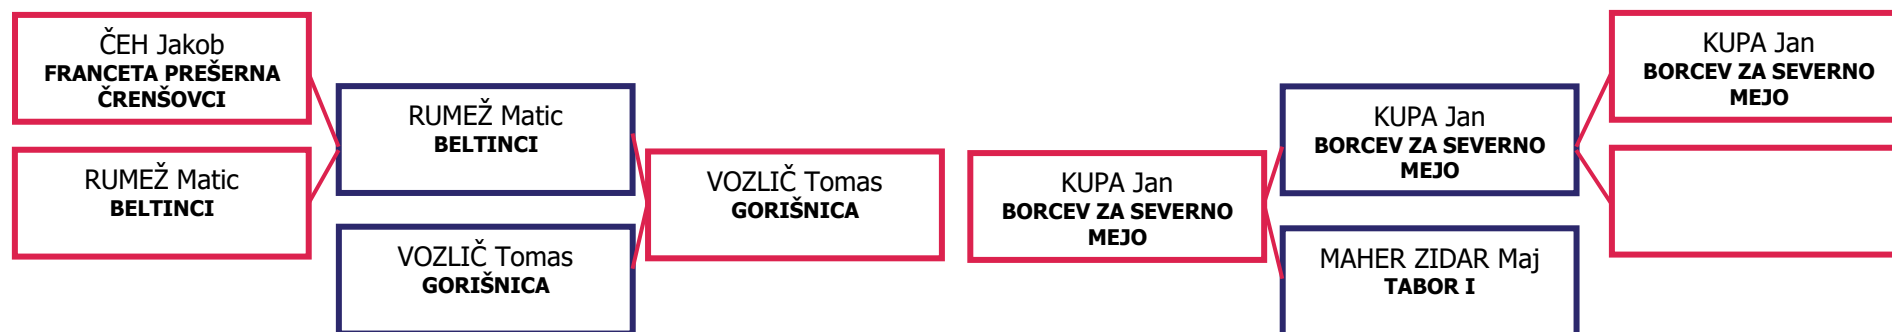 ČEH Jakob
FRANCETA PREŠERNA
ČRENŠOVCI
RUMEŽ Matic
BELTINCI
RUMEŽ Matic
BELTINCI
VOZLIČ Tomas
GORIŠNICA
VOZLIČ Tomas
GORIŠNICA
KUPA Jan
BORCEV ZA SEVERNO
MEJO
KUPA Jan
BORCEV ZA SEVERNO
MEJO
MAHER ZIDAR Maj
TABOR I
KUPA Jan
BORCEV ZA SEVERNO
MEJO